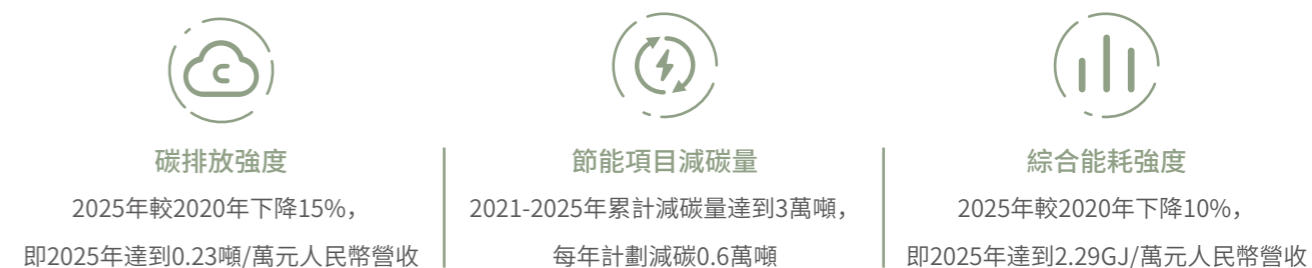 C
碳排放強度
2025年較2020年下降15%，
即2025年達到0.23噸/萬元人民幣營收
節能項目減碳量
2021-2025年累計減碳量達到3萬噸，
每年計劃減碳0.6萬噸
綜合能耗強度
2025年較2020年下降10%，
即2025年達到2.29GJ/萬元人民幣營收